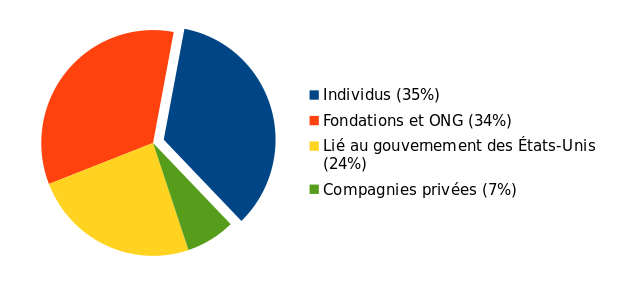 Individus (35%)
Fondations et ONG (34%)
Lié au gouvernement des États-Unis
(24%)
Compagnies privées (7%)